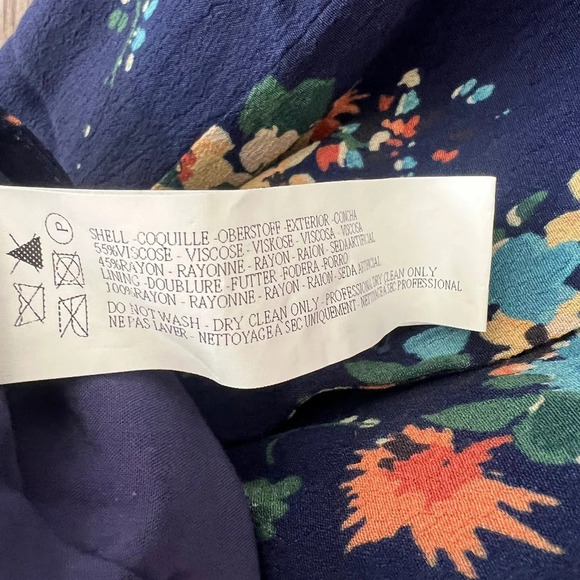 P
SHELL -COQUILLE -OBERSTOFF -EXTERIOR -CONCHA
55%VISCOSE - VISCOSE - VISKOSE - VISCOSA - VISCOSA
45%RAYON - RAYONNE - RAYON - RAION - SEDA ARTIFICIAL
LINING -DOUBLURE - FUTTER - FODERA FORRO
100%RAYON - RAYONNE - RAYON - RAION - SEDA ARTIFICIAL
DO NOT WASH - DRY CLEAN ONLY - PROFESSIONAL DRY CLEAN ONLY
NE PAS LAVER - NETTOYAGE A SEC UNIQUEMENT - NETTOYAGE A SEC PROFESSIONAL